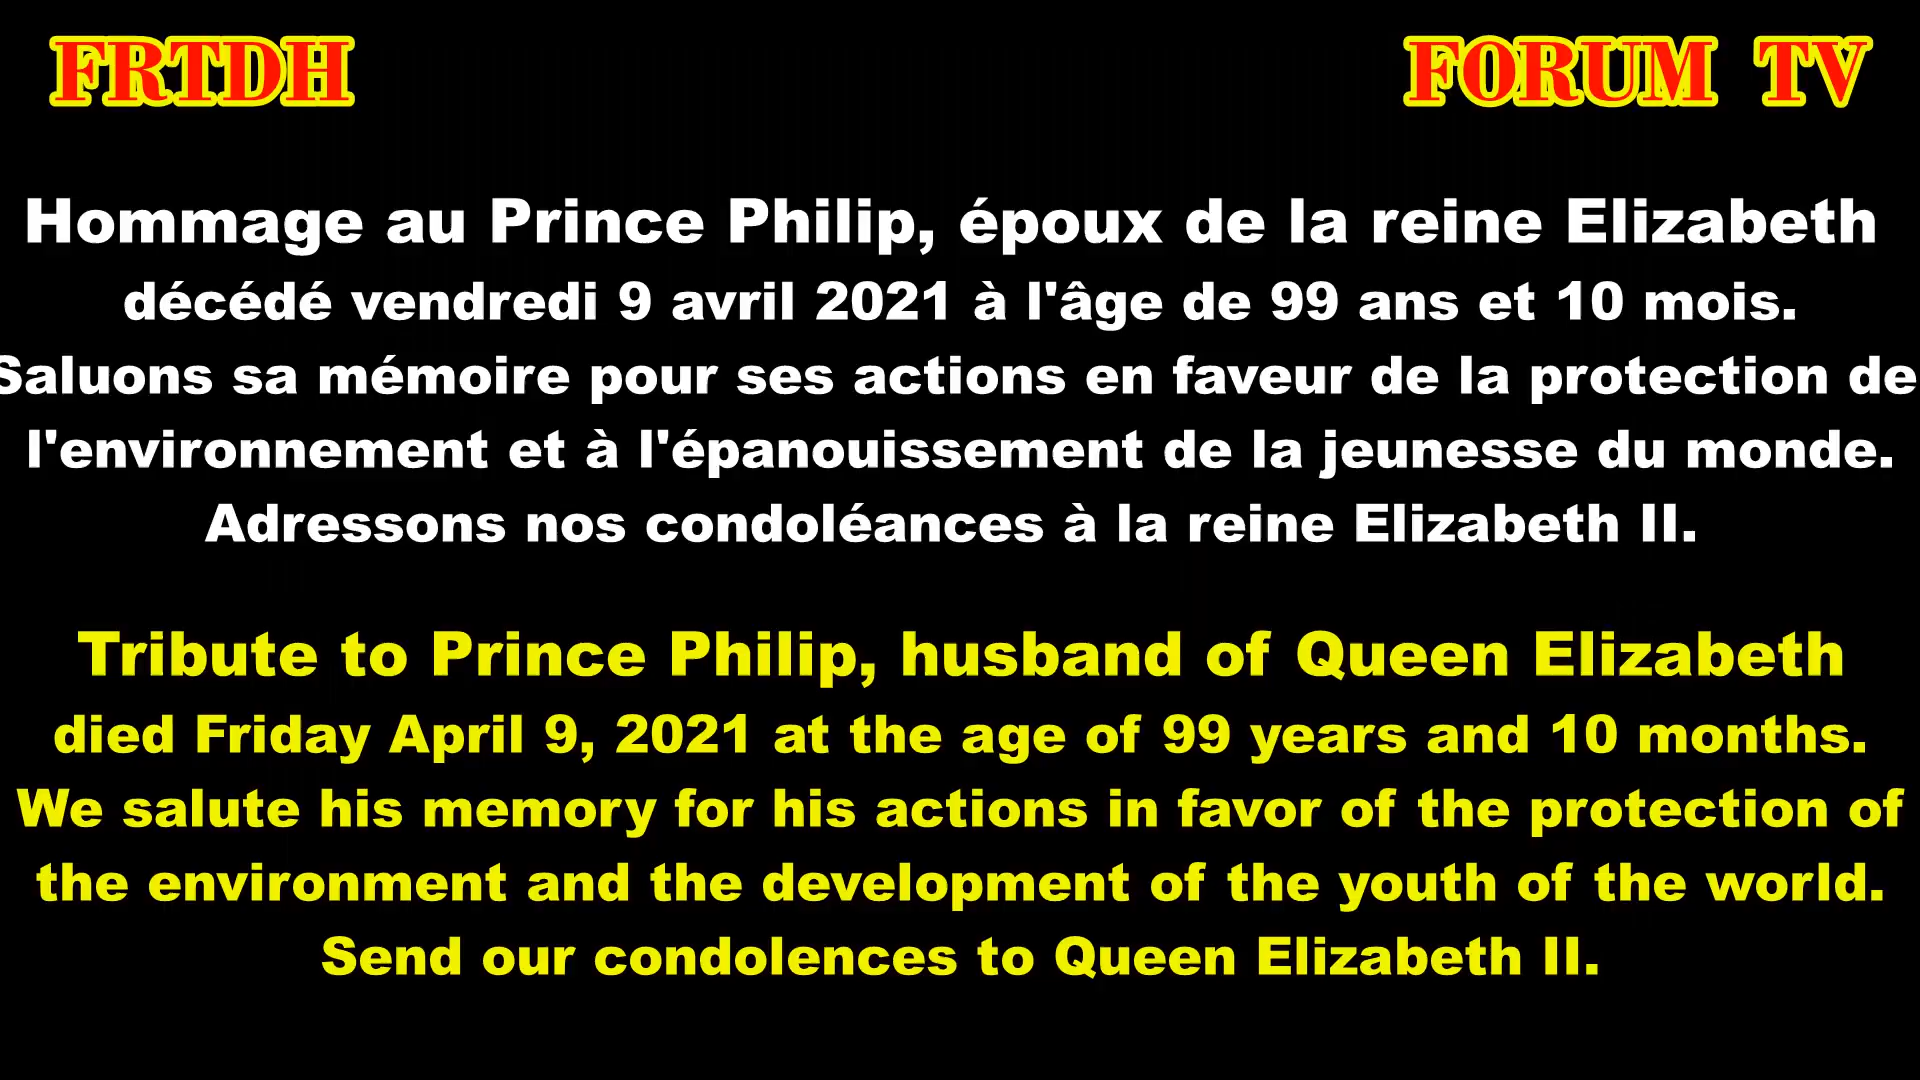 FRTDH FORUM TV
Hommage au Prince Philip, époux de la reine Elizabeth
décédé vendredi 9 avril 2021 à l'âge de 99 ans et 10 mois.
Saluons sa mémoire pour ses actions en faveur de la protection de
l'environnement et à l'épanouissement de la jeunesse du monde.
Adressons nos condoléances à la reine Elizabeth II.
Tribute to Prince Philip, husband of Queen Elizabeth
died Friday April 9, 2021 at the age of 99 years and 10 months.
We salute his memory for his actions in favor of the protection of
the environment and the development of the youth of the world.
Send our condolences to Queen Elizabeth II.